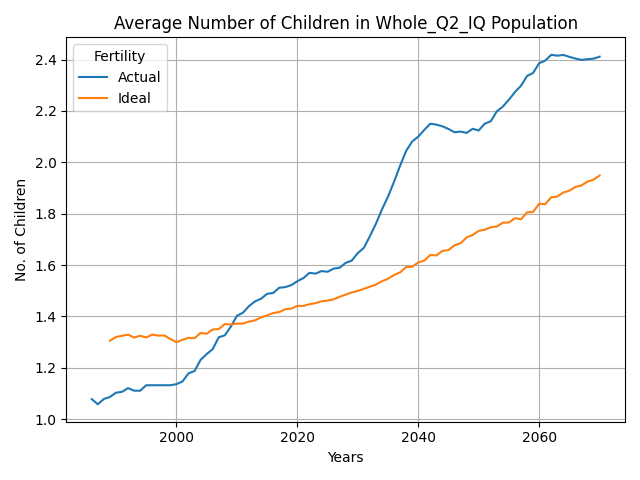 Average Number of Children in Whole_Q2_IQ Population
Fertility
Actual
Ideal
No. of Children
2.4
2.2
2.0
1.8
1.6
1.4
1.2
1.0
2000
2020
2040
2060
Years